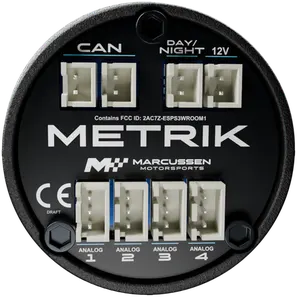 CAN
DAY/
NIGHT 12V
Contains FCC ID: 2AC7Z-ESPS3WROOM1
METRIK
MARCUSSEN
MOTORSPORTS
CE
DRAFT
ANALOG ANALOG ANALOG ANALOG
1 2 3 4